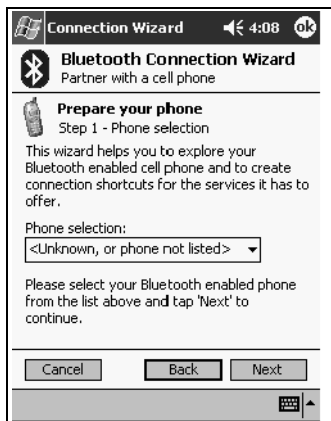 Connection Wizard 4:08 ok
Bluetooth Connection Wizard
Partner with a cell phone
Prepare your phone
Step 1 - Phone selection
This wizard helps you to explore your
Bluetooth enabled cell phone and to create
connection shortcuts for the services it has to
offer.
Phone selection:
<Unknown, or phone not listed>
Please select your Bluetooth enabled phone
from the list above and tap 'Next' to
continue.
Cancel Back Next